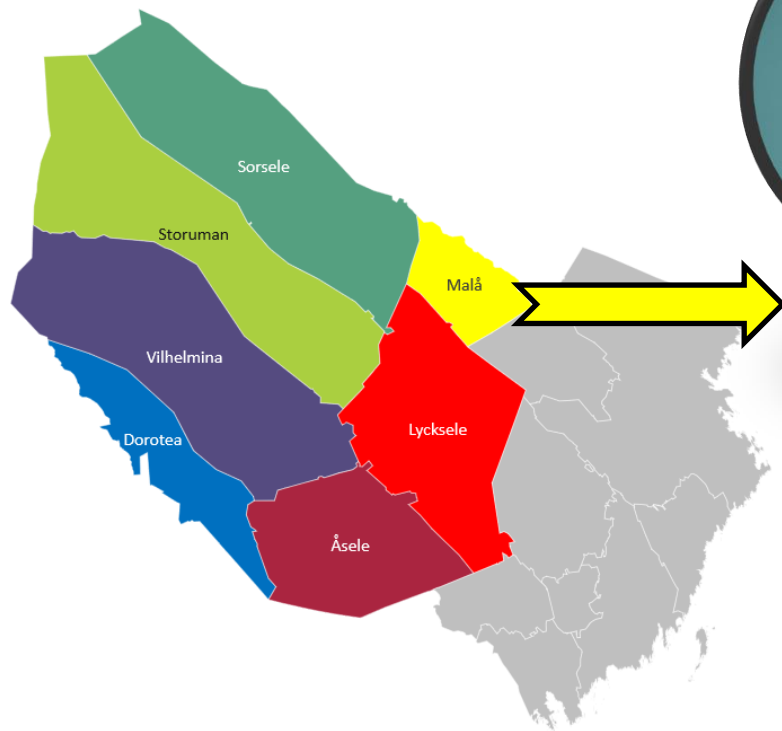 Sorsele
Storuman
Malå
Vilhelmina
Lycksele
Dorotea
Åsele